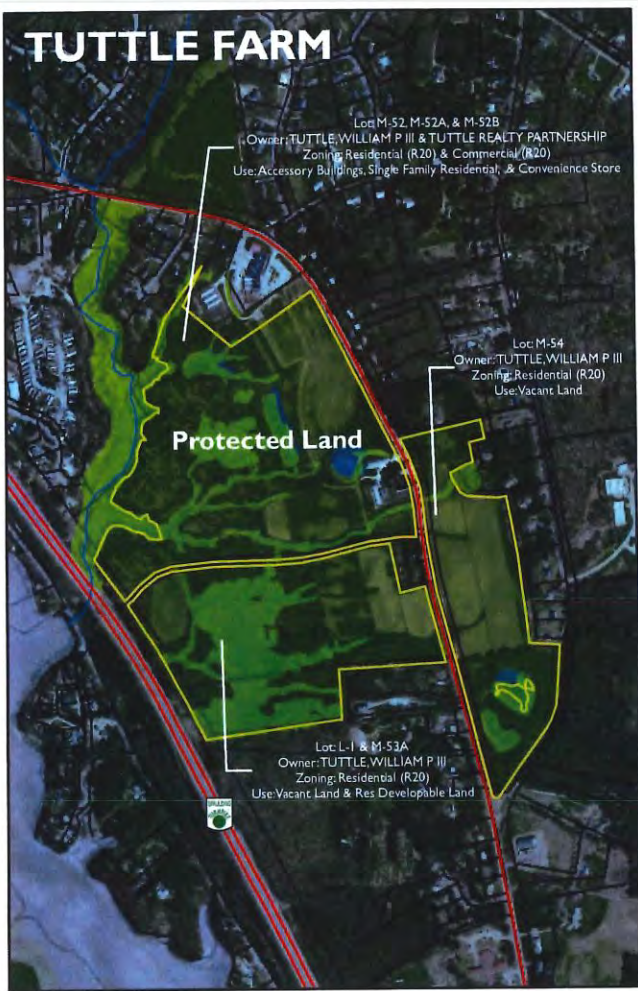 TUTTLE FARM
Lot: M-52, M-52A, & M-52B
Owner: TUTTLE, WILLIAM P III & TUTTLE REALTY PARTNERSHIP
Zoning: Residential (R20) & Commercial (R20)
Use: Accessory Buildings, Single Family Residential, & Convenience Store
Lot: M-54
Owner: TUTTLE, WILLIAM P III
Zoning: Residential (R20)
Use: Vacant Land
Protected Land
Lot: L-1 & M-53A
Owner: TUTTLE, WILLIAM P III
Zoning: Residential (R20)
Use: Vacant Land & Res Developable Land
SPAULDING